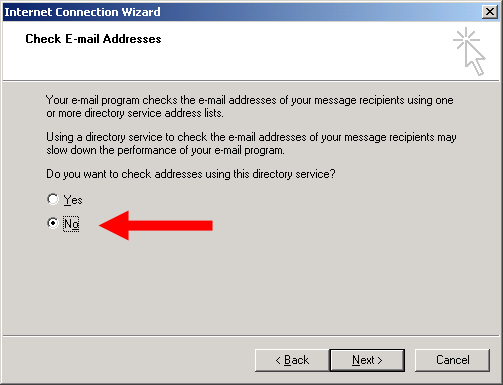 Internet Connection Wizard
Check E-mail Addresses
Your e-mail program checks the e-mail addresses of your message recipients using one
or more directory service address lists.
Using a directory service to check the e-mail addresses of your message recipients may
slow down the performance of your e-mail program.
Do you want to check addresses using this directory service?
Yes
No
< Back
Next >
Cancel